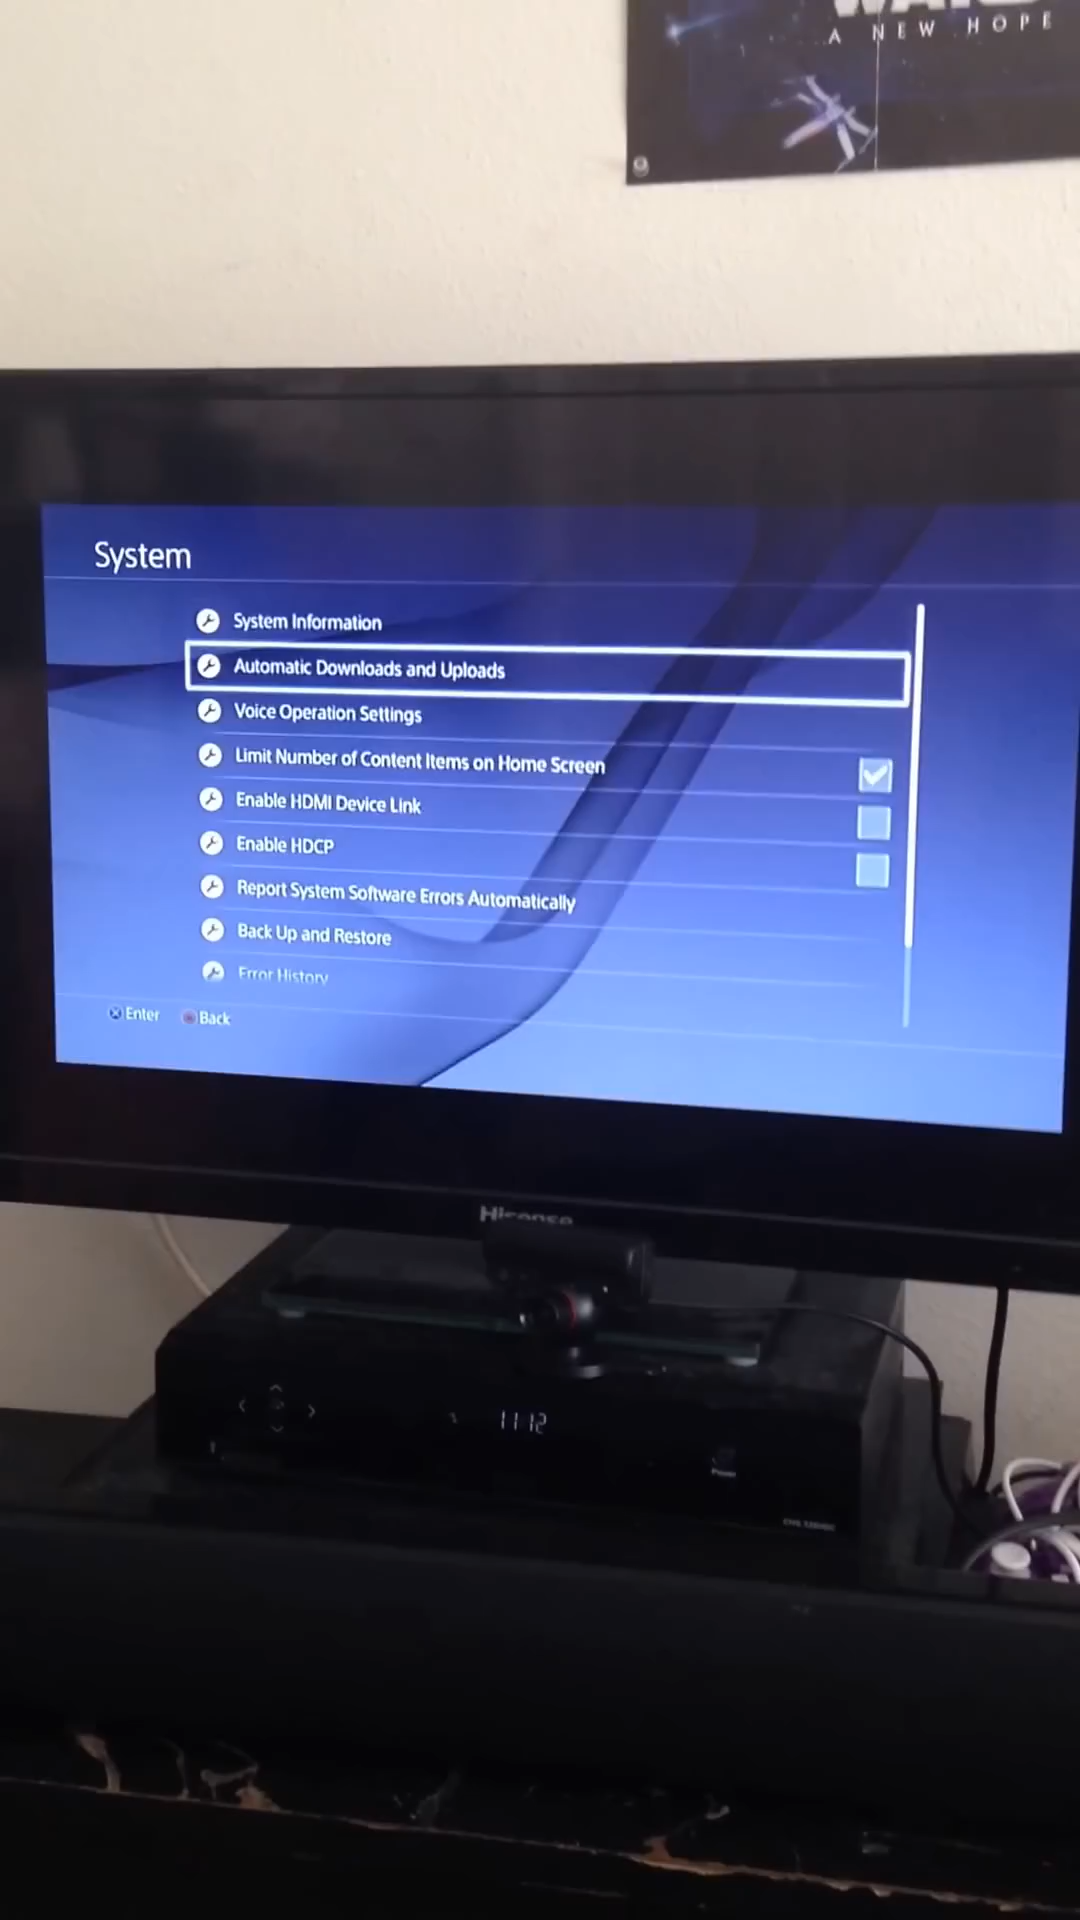 A NEW HOPE
System
System Information
Automatic Downloads and Uploads
Voice Operation Settings
Limit Number of Content Items on Home Screen
Enable HDMI Device Link
Enable HDCP
Report System Software Errors Automatically
Back Up and Restore
Error History
Enter Back
Hisense
11:12
Power